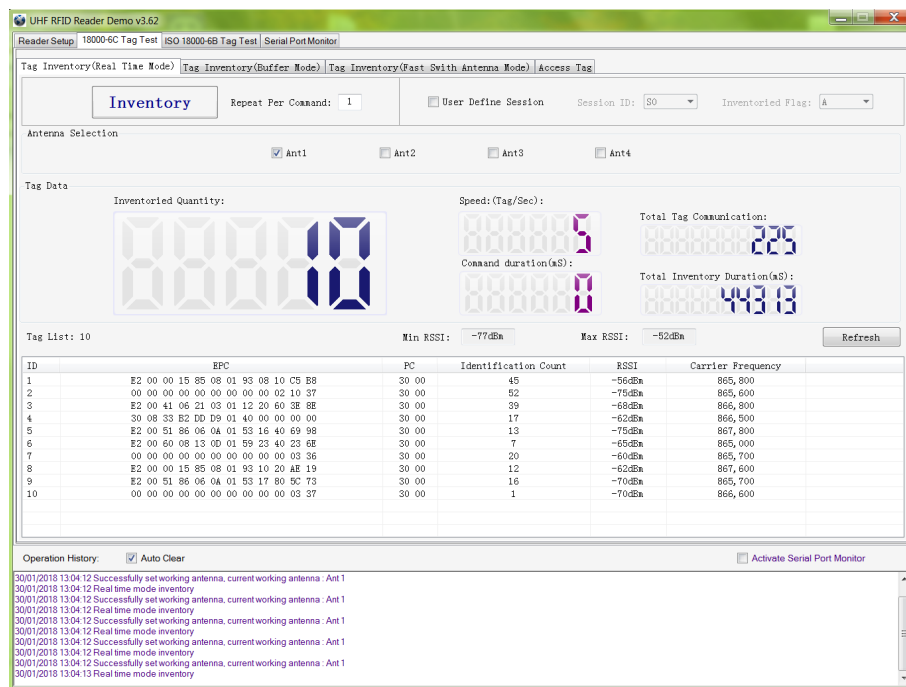 UHF RFID Reader Demo v3.62
Reader Setup 18000-6C Tag Test ISO 18000-6B Tag Test Serial Port Monitor
Tag Inventory(Real Time Mode) Tag Inventory(Buffer Mode) Tag Inventory(Fast Swith Antenna Mode) Access Tag
Inventory Repeat Per Command: 1 User Define Session Session ID: S0 Inventoried Flag: A
Antenna Selection
Ant1 Ant2 Ant3 Ant4
Tag Data
Inventoried Quantity: Speed:(Tag/Sec):
Total Tag Communication:
10 5 225
Command duration(mS):
Total Inventory Duration(mS):
0 44313
Tag List: 10 Min RSSI: -77dBm Max RSSI: -52dBm Refresh
ID EPC PC Identification Count RSSI Carrier Frequency
1 E2 00 00 15 85 08 01 93 08 10 C5 B8 30 00 45 -56dBm 865,800
2 00 00 00 00 00 00 00 00 00 02 10 37 30 00 52 -75dBm 865,600
3 E2 00 41 06 21 03 01 12 20 60 3E 8E 30 00 39 -68dBm 866,800
4 30 08 33 B2 DD D9 01 40 00 00 00 00 30 00 17 -62dBm 866,500
5 E2 00 51 86 06 0A 01 53 16 40 69 98 30 00 13 -75dBm 867,800
6 E2 00 60 08 13 0D 01 59 23 40 23 6E 30 00 7 -65dBm 865,000
7 00 00 00 00 00 00 00 00 00 00 03 36 30 00 20 -60dBm 865,700
8 E2 00 00 15 85 08 01 93 10 20 AE 19 30 00 12 -62dBm 867,600
9 E2 00 51 86 06 0A 01 53 17 80 5C 73 30 00 16 -70dBm 865,700
10 00 00 00 00 00 00 00 00 00 00 03 37 30 00 1 -70dBm 866,600
Operation History: Auto Clear Activate Serial Port Monitor
30/01/2018 13:04:12 Successfully set working antenna, current working antenna : Ant 1
30/01/2018 13:04:12 Real time mode inventory
30/01/2018 13:04:12 Successfully set working antenna, current working antenna : Ant 1
30/01/2018 13:04:12 Real time mode inventory
30/01/2018 13:04:12 Successfully set working antenna, current working antenna : Ant 1
30/01/2018 13:04:12 Real time mode inventory
30/01/2018 13:04:12 Successfully set working antenna, current working antenna : Ant 1
30/01/2018 13:04:12 Real time mode inventory
30/01/2018 13:04:12 Successfully set working antenna, current working antenna : Ant 1
30/01/2018 13:04:13 Real time mode inventory